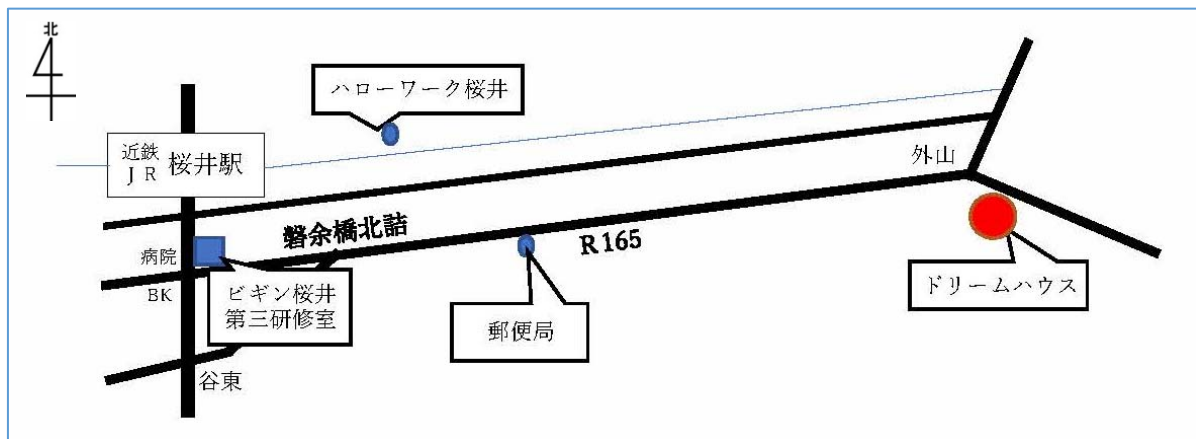 北
ハローワーク桜井
近鉄
JR
桜井駅
外山
磐余橋北詰
R165
病院
BK
ビギン桜井
第三研修室
郵便局
ドリームハウス
谷東